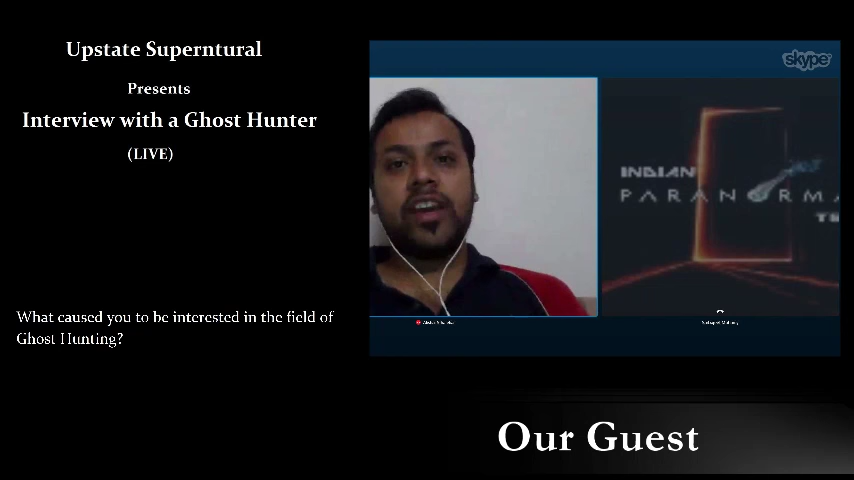 Upstate Superntural
Presents
Interview with a Ghost Hunter
(LIVE)
What caused you to be interested in the field of
Ghost Hunting?
skype
INDIAN
PARANORMA
TE
Our Guest